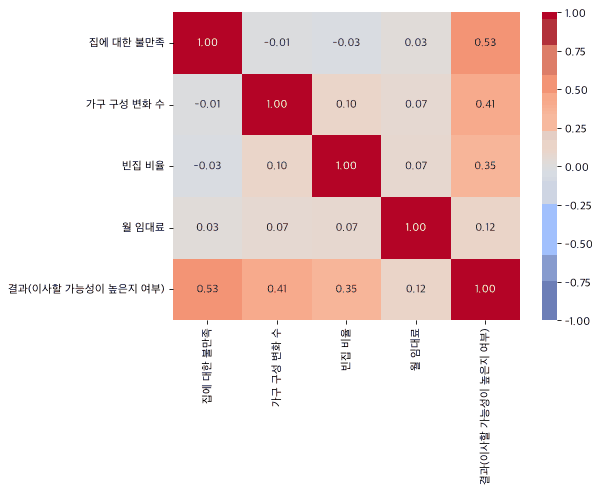 집에 대한 불만족 1.00 -0.01 -0.03 0.03 0.53
가구 구성 변화 수 -0.01 1.00 0.10 0.07 0.41
빈집 비율 -0.03 0.10 1.00 0.07 0.35
월 임대료 0.03 0.07 0.07 1.00 0.12
결과(이사할 가능성이 높은지 여부) 0.53 0.41 0.35 0.12 1.00
집에 대한 불만족
가구 구성 변화 수
빈집 비율
월 임대료
결과(이사할 가능성이 높은지 여부)
1.00
0.75
0.50
0.25
0.00
-0.25
-0.50
-0.75
-1.00